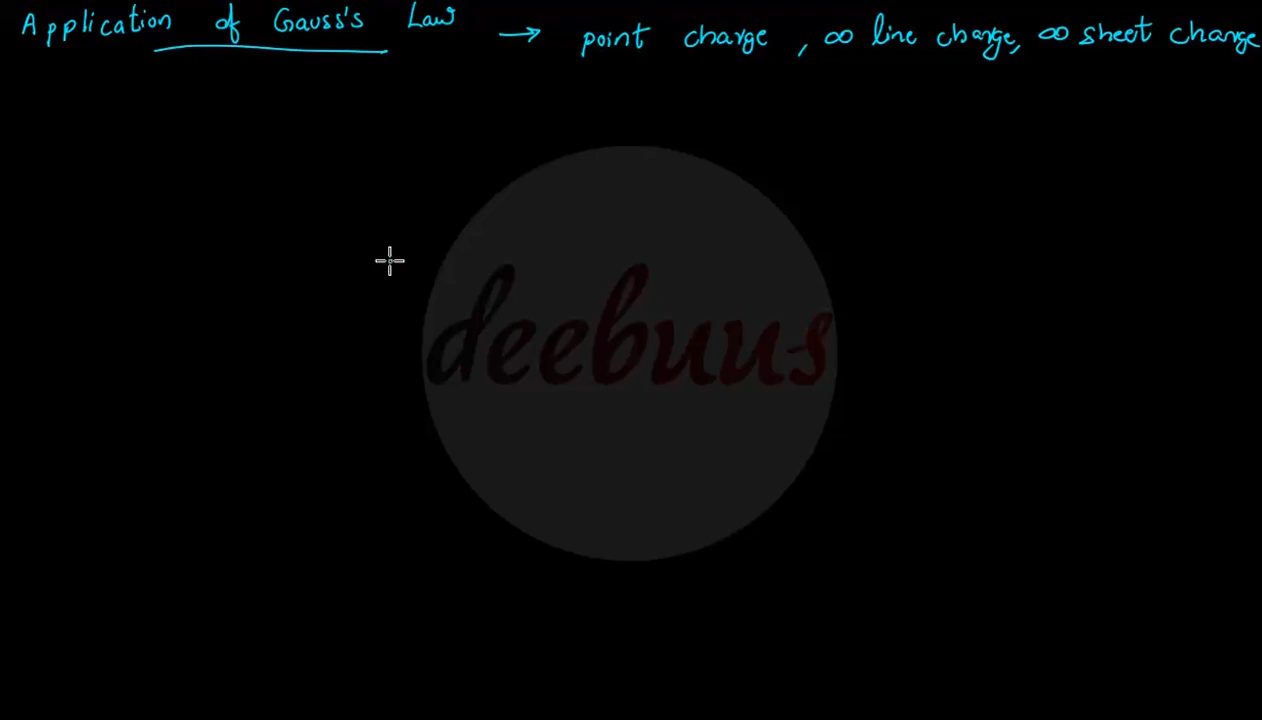 Application of Gauss's Law → point charge, ∞ line charge, ∞ sheet charge
deebuus